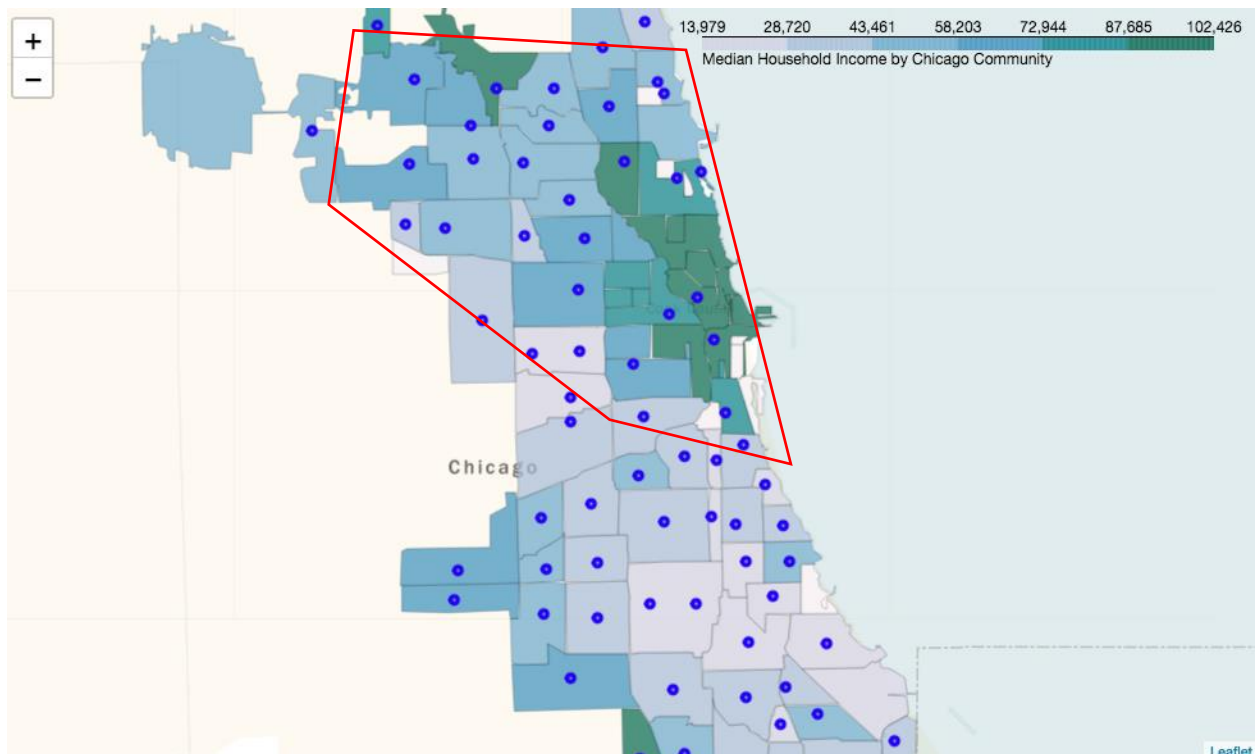 +
−
13,979 28,720 43,461 58,203 72,944 87,685 102,426
Median Household Income by Chicago Community
Chicago
Leaflet